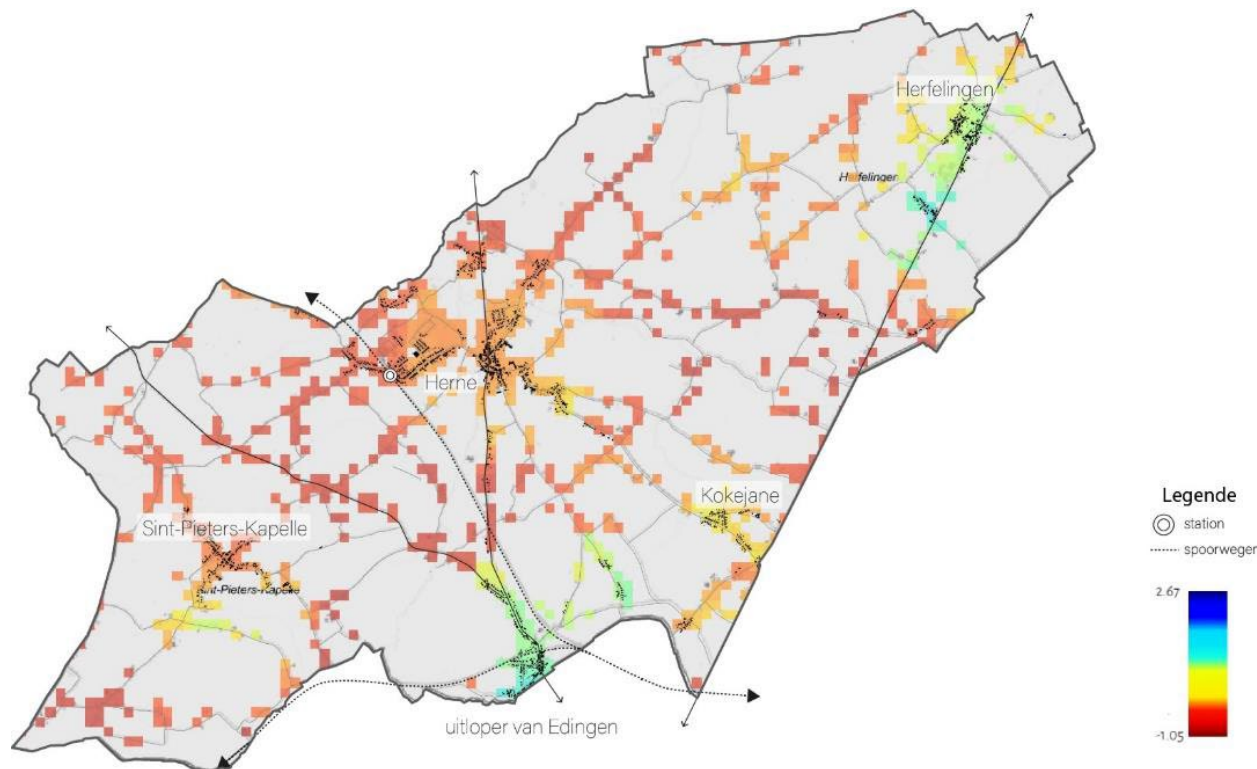 Herfelingen
Herfelingen
Herne
Kokejane
Sint-Pieters-Kapelle
Sint-Pieters-Kapelle
uitloper van Edingen
Legende
station
spoorwegen
2.67
-1.05